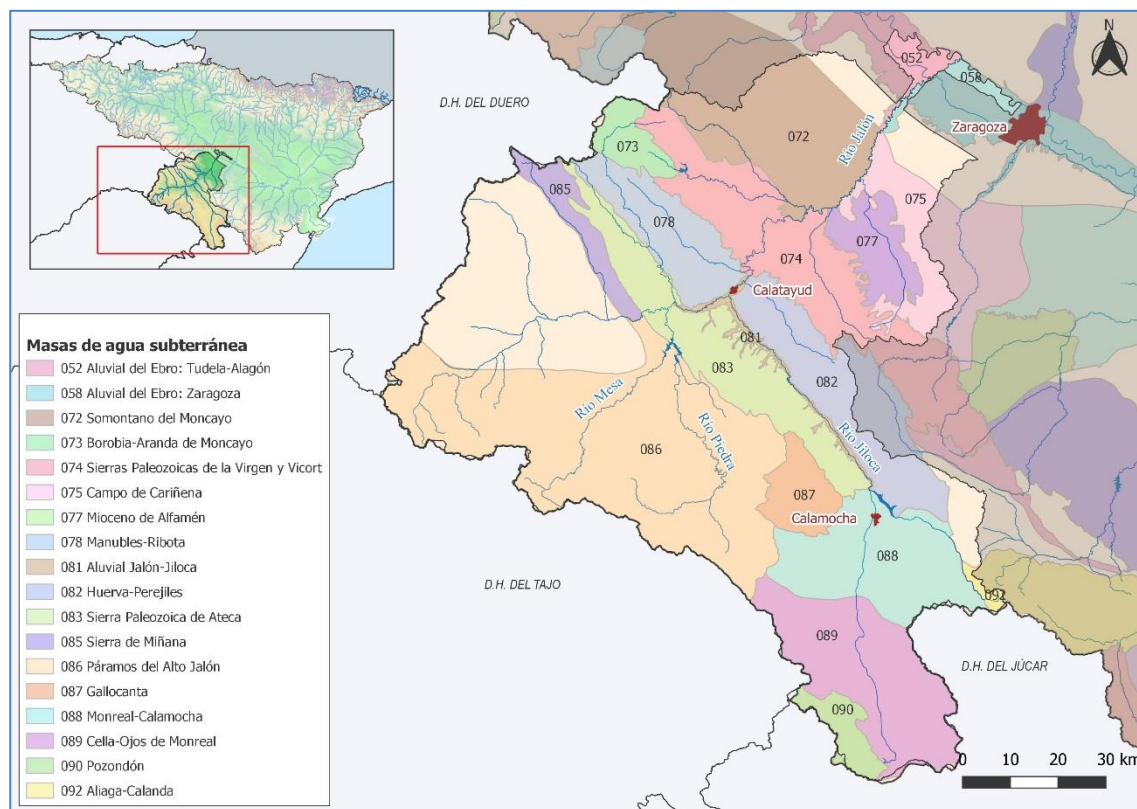 D.H. DEL DUERO
N
052
058
Zaragoza
072
Río Jalón
073
085
075
078
077
074
Calatayud
081
083
082
Río Mesa
Río Piedra
Río Jiloca
086
087
Calamocha
088
D.H. DEL TAJO
092
089
D.H. DEL JÚCAR
090
0 10 20 30 km
Masas de agua subterránea
052 Aluvial del Ebro: Tudela-Alagón
058 Aluvial del Ebro: Zaragoza
072 Somontano del Moncayo
073 Borobia-Aranda de Moncayo
074 Sierras Paleozoicas de la Virgen y Vicort
075 Campo de Cariñena
077 Mioceno de Alfamén
078 Manubles-Ribota
081 Aluvial Jalón-Jiloca
082 Huerva-Perejiles
083 Sierra Paleozoica de Ateca
085 Sierra de Miñana
086 Páramos del Alto Jalón
087 Gallocanta
088 Monreal-Calamocha
089 Cella-Ojos de Monreal
090 Pozondón
092 Aliaga-Calanda